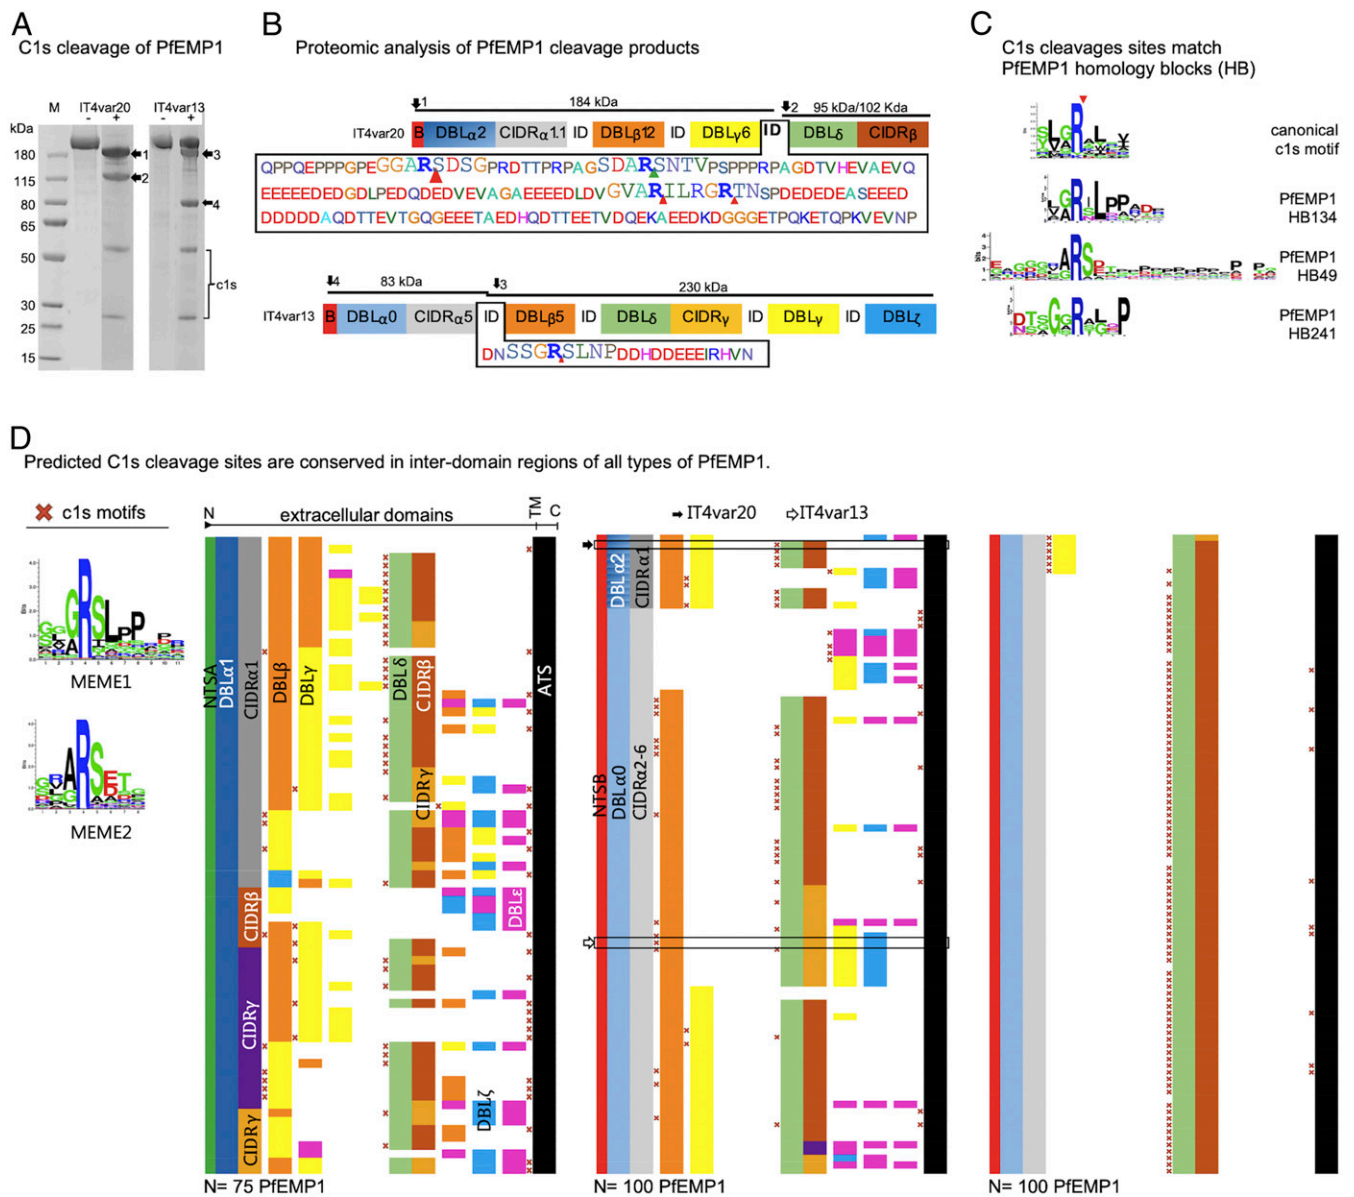 A
C1s cleavage of PfEMP1
M IT4var20 IT4var13
- + - +
kDa
180
115
80
65
50
30
25
15
1
2
3
4
c1s
B
Proteomic analysis of PfEMP1 cleavage products
1 184 kDa 2 95 kDa/102 Kda
IT4var20 B DBLα2 CIDRα1.1 ID DBLβ12 ID DBLγ6 ID DBLδ CIDRβ
QPPQEPPPGPEGGARSDSGPRDTTPRPAGSDARSNTVPSPPPRPAGDTVHEVAEVQ
EEEEEDEDGDLPEDQDEDVEVAGAEEEEDLDVGVARILRGRTNSPDEDEDEASEEED
DDDDDAQDTTEVTGQGEEETAEDHQDTTEETVDQEKAEEDKDGGGETPQKETQPKVEVNP
4 83 kDa 3 230 kDa
IT4var13 B DBLα0 CIDRα5 ID DBLβ5 ID DBLδ CIDRγ ID DBLγ ID DBLζ
DNSSGRSLNPDDHDDEEEIRHVN
C
C1s cleavages sites match
PfEMP1 homology blocks (HB)
canonical
c1s motif
PfEMP1
HB134
PfEMP1
HB49
PfEMP1
HB241
D
Predicted C1s cleavage sites are conserved in inter-domain regions of all types of PfEMP1.
c1s motifs
MEME1
MEME2
N extracellular domains TM C
NTSA
DBLα1
CIDRα1
CIDRβ
CIDRγ
CIDRγ
DBLβ
DBLγ
DBLδ
CIDRβ
CIDRγ
DBLζ
DBLε
ATS
N= 75 PfEMP1
IT4var20 IT4var13
NTSB
DBLα2
DBLα0
CIDRα1
CIDRα2-6
N= 100 PfEMP1
N= 100 PfEMP1